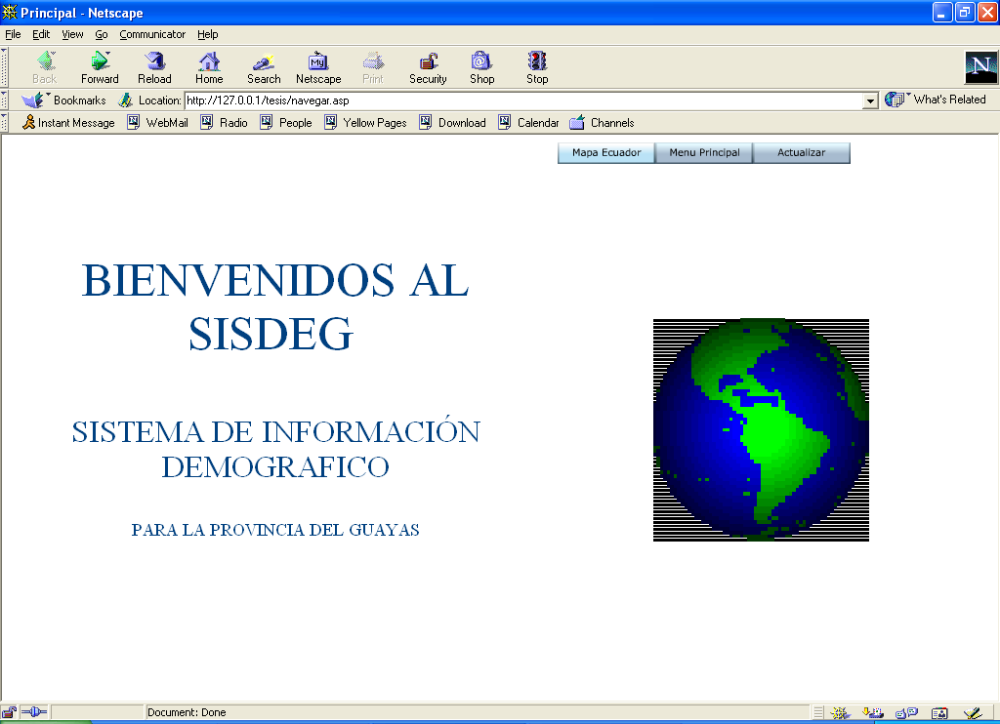 Principal - Netscape
File Edit View Go Communicator Help
Back Forward Reload Home Search Netscape Print Security Shop Stop
My
N
Bookmarks Location: http://127.0.0.1/tesis/navegar.asp What's Related
Instant Message WebMail Radio People Yellow Pages Download Calendar Channels
Mapa Ecuador Menu Principal Actualizar
BIENVENIDOS AL
SISDEG
SISTEMA DE INFORMACIÓN
DEMOGRAFICO
PARA LA PROVINCIA DEL GUAYAS
Document: Done